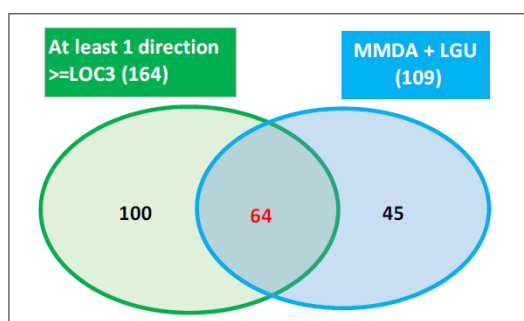 At least 1 direction
>=LOC3 (164)
MMDA + LGU
(109)
100
64
45